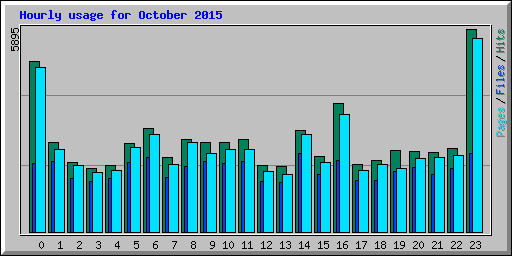 Hourly usage for October 2015
5895
Pages/Files/Hits
0 1 2 3 4 5 6 7 8 9 10 11 12 13 14 15 16 17 18 19 20 21 22 23